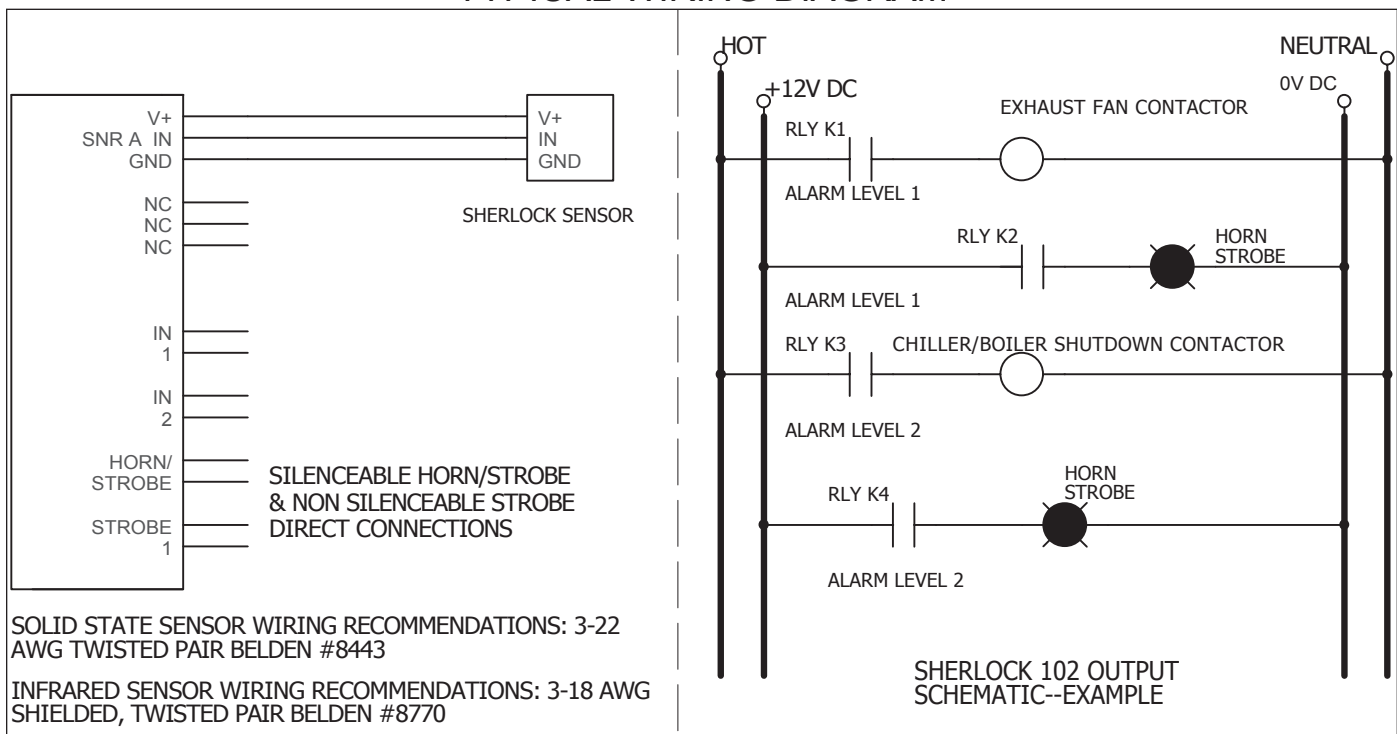 TYPICAL WIRING DIAGRAM
V+
SNR A IN
GND
NC
NC
NC
IN
1
IN
2
HORN/
STROBE
STROBE
1
V+
IN
GND
SHERLOCK SENSOR
SILENCEABLE HORN/STROBE
& NON SILENCEABLE STROBE
DIRECT CONNECTIONS
SOLID STATE SENSOR WIRING RECOMMENDATIONS: 3-22
AWG TWISTED PAIR BELDEN #8443
INFRARED SENSOR WIRING RECOMMENDATIONS: 3-18 AWG
SHIELDED, TWISTED PAIR BELDEN #8770
HOT
NEUTRAL
+12V DC
0V DC
RLY K1
EXHAUST FAN CONTACTOR
ALARM LEVEL 1
RLY K2
HORN
STROBE
ALARM LEVEL 1
RLY K3
CHILLER/BOILER SHUTDOWN CONTACTOR
ALARM LEVEL 2
RLY K4
HORN
STROBE
ALARM LEVEL 2
SHERLOCK 102 OUTPUT
SCHEMATIC--EXAMPLE